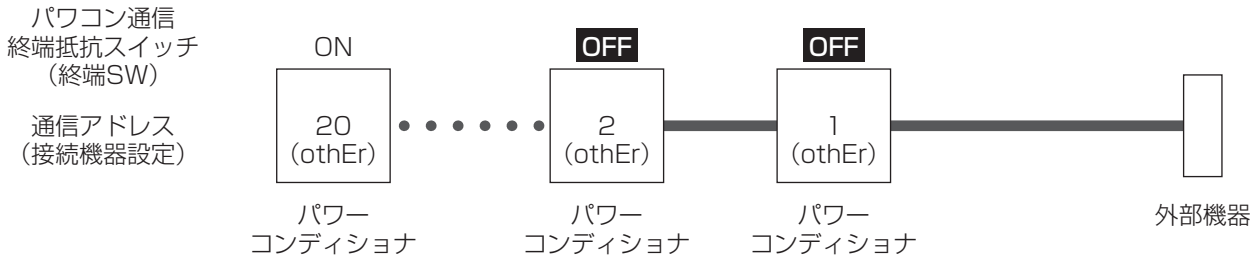 パワコン通信
終端抵抗スイッチ
（終端SW）
ON
OFF
OFF
通信アドレス
（接続機器設定）
20
（othEr）
2
（othEr）
1
（othEr）
パワー
コンディショナ
パワー
コンディショナ
パワー
コンディショナ
外部機器